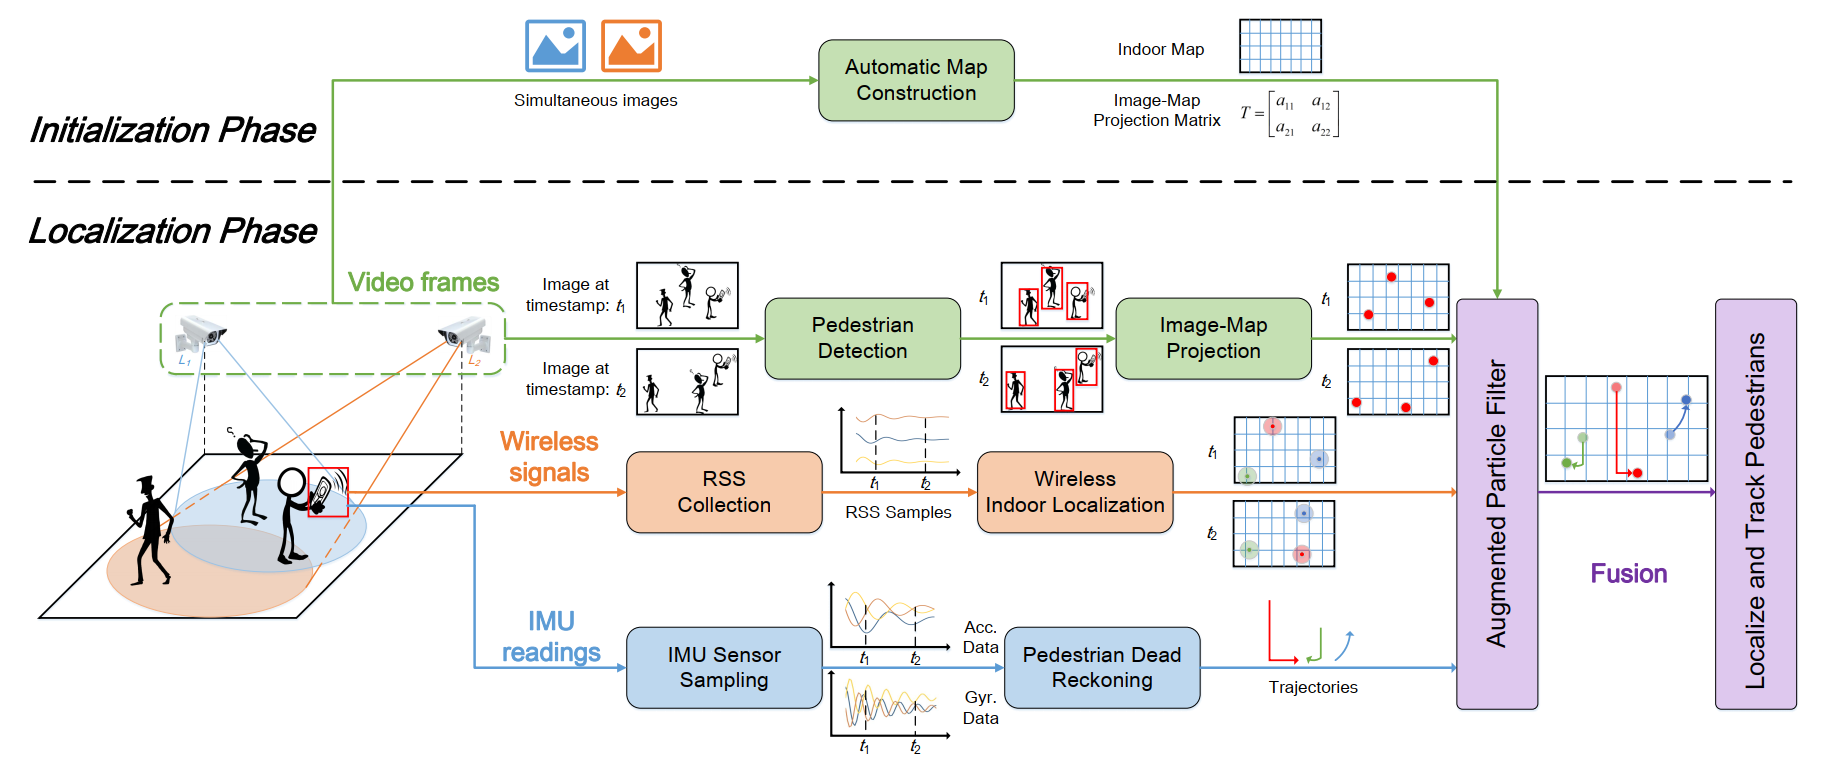 Simultaneous images
Automatic Map
Construction
Indoor Map
Image-Map
Projection Matrix
T = [a11 a12
a21 a22]
Initialization Phase
Localization Phase
Video frames
L1
L2
Image at
timestamp: t1
Image at
timestamp: t2
Pedestrian
Detection
t1
t2
Image-Map
Projection
t1
t2
Wireless
signals
RSS
Collection
t1
t2
RSS Samples
Wireless
Indoor Localization
t1
t2
IMU
readings
IMU Sensor
Sampling
t1
t2
Acc.
Data
t1
t2
Gyr.
Data
Pedestrian Dead
Reckoning
Trajectories
Augmented Particle Filter
Fusion
Localize and Track Pedestrians